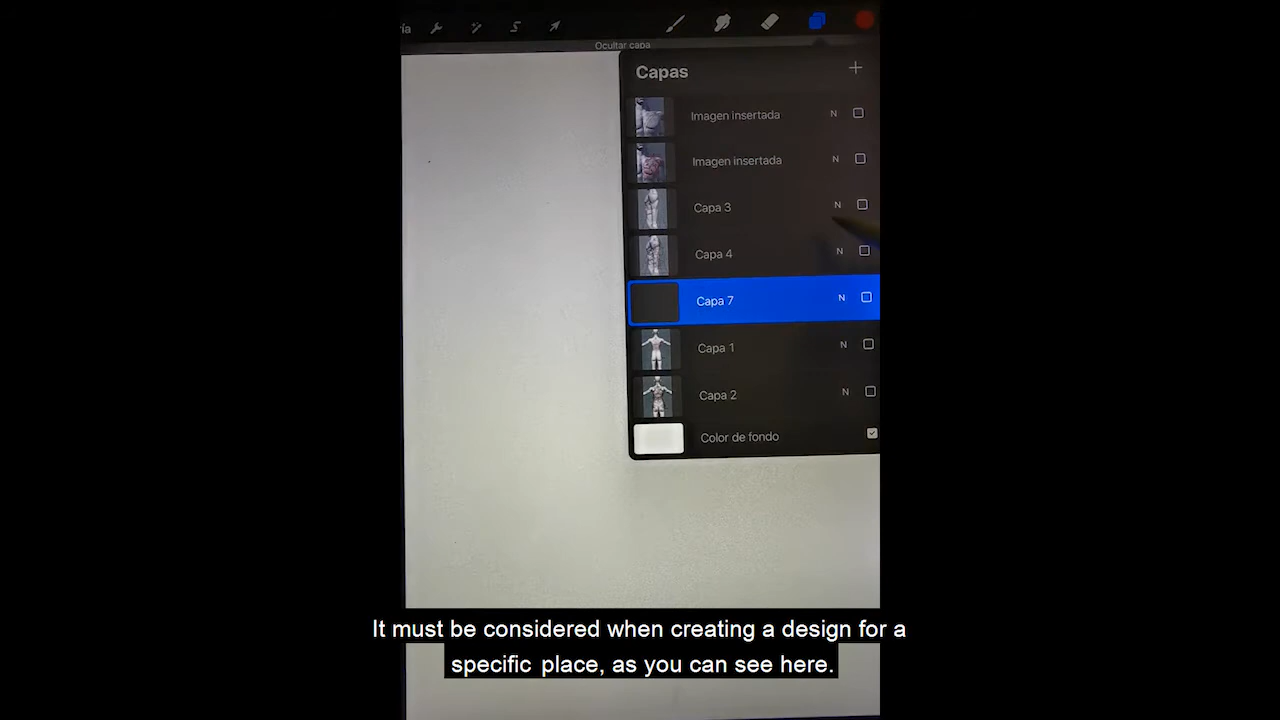 ría
Ocultar capa
Capas
Imagen insertada N
Imagen insertada N
Capa 3 N
Capa 4 N
Capa 7 N
Capa 1 N
Capa 2 N
Color de fondo
It must be considered when creating a design for a
specific place, as you can see here.